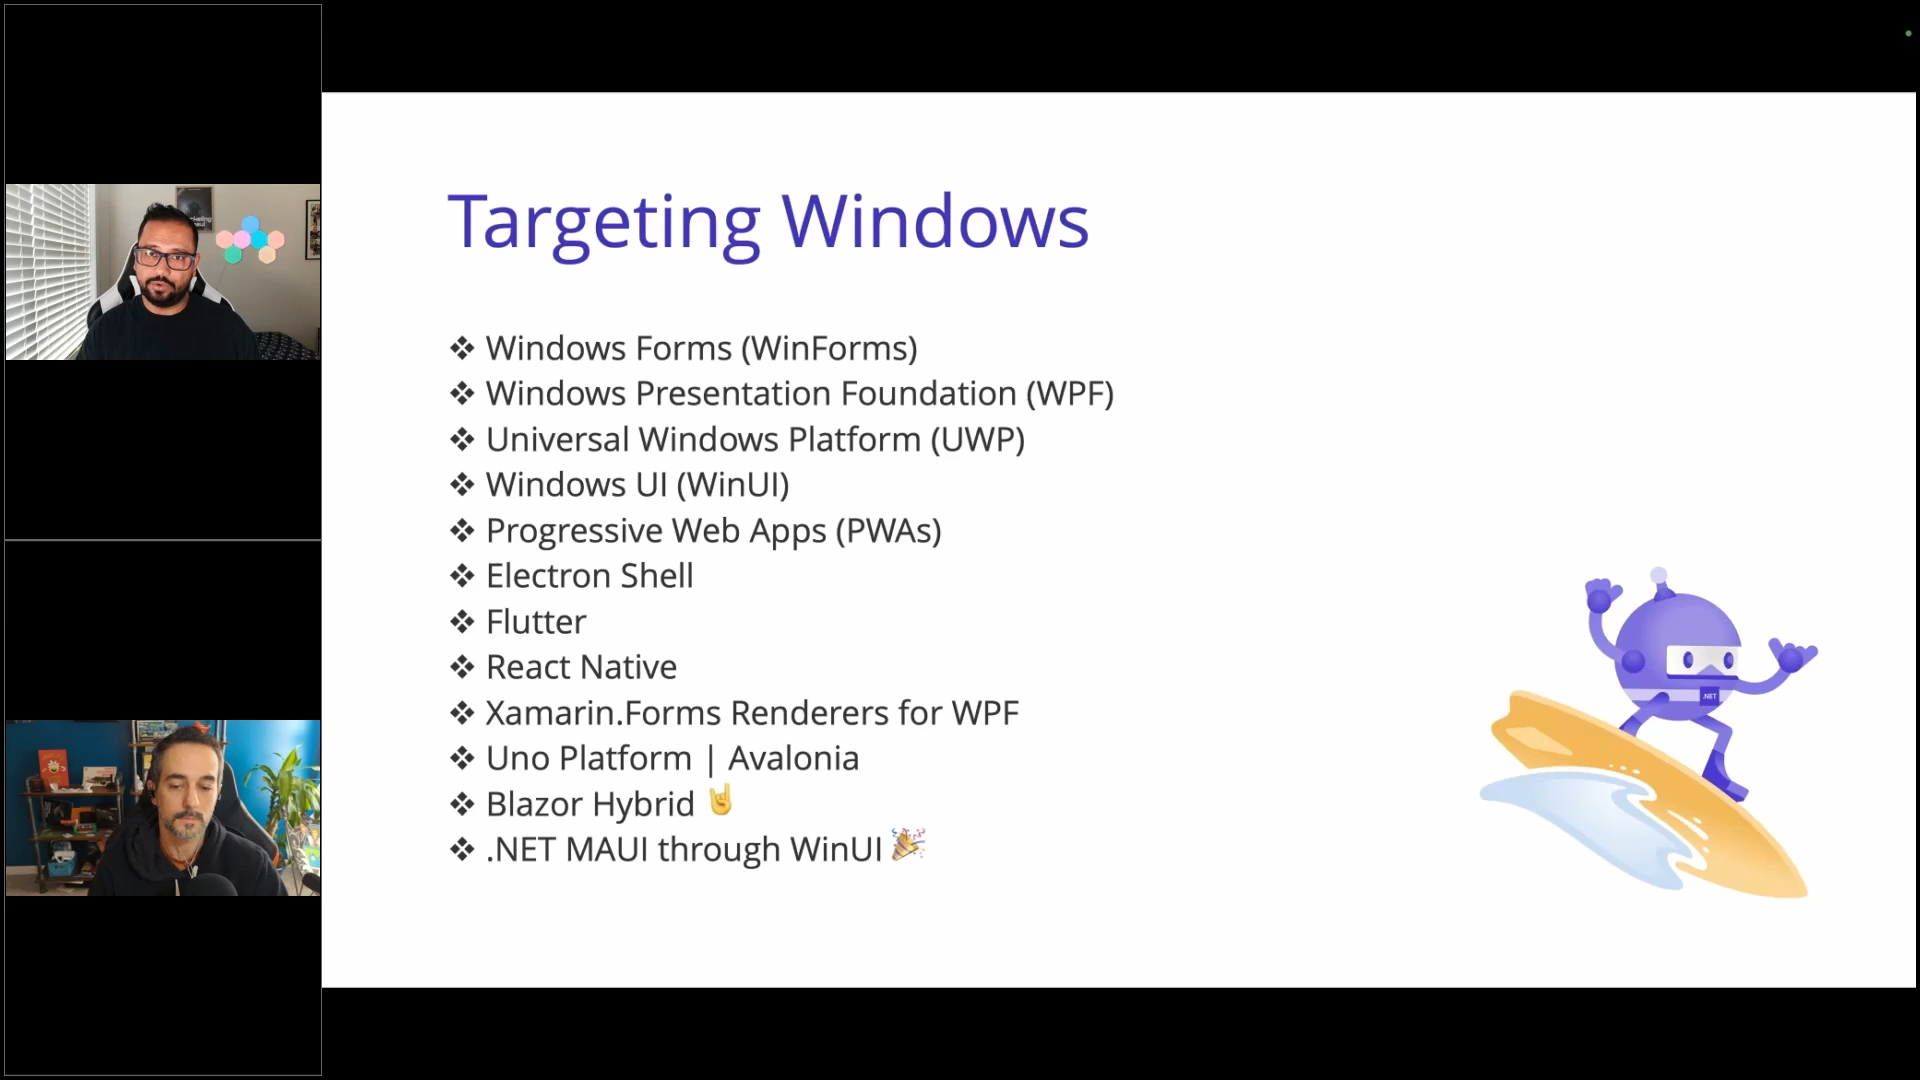 Targeting Windows
❖ Windows Forms (WinForms)
❖ Windows Presentation Foundation (WPF)
❖ Universal Windows Platform (UWP)
❖ Windows UI (WinUI)
❖ Progressive Web Apps (PWAs)
❖ Electron Shell
❖ Flutter
❖ React Native
❖ Xamarin.Forms Renderers for WPF
❖ Uno Platform | Avalonia
❖ Blazor Hybrid 🤘
❖ .NET MAUI through WinUI 🎉
.NET